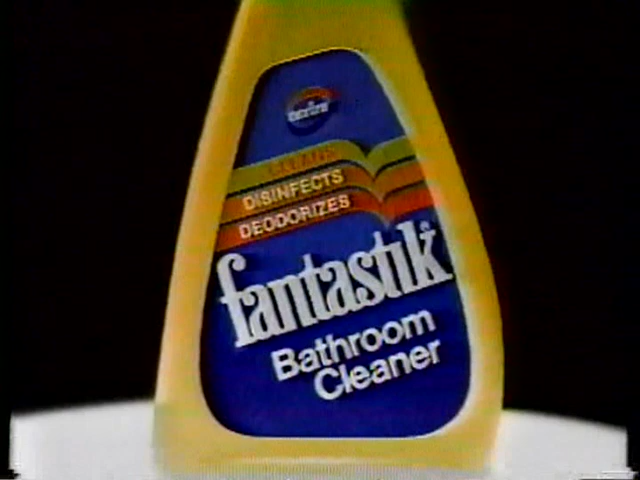 CLEANS
DISINFECTS
DEODORIZES
fantastik
Bathroom
Cleaner